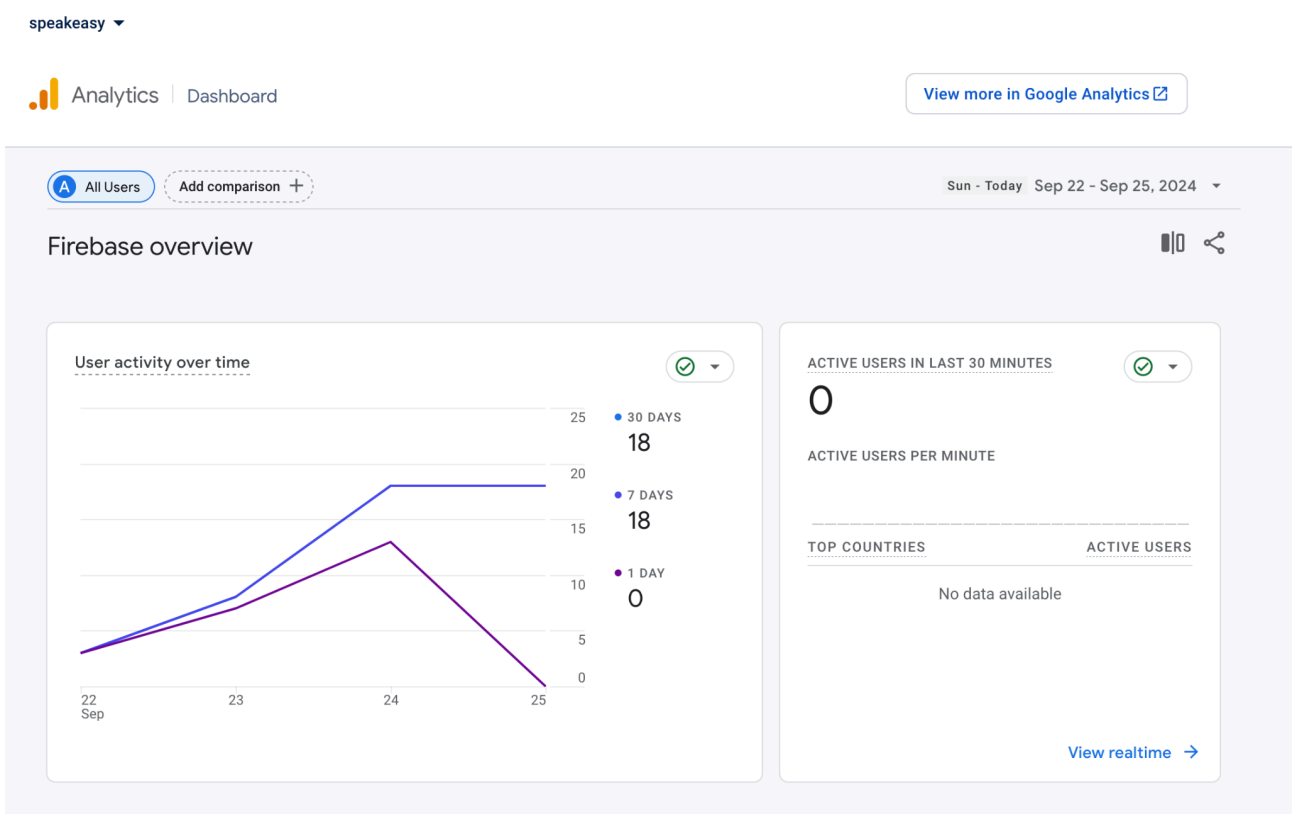 speakeasy
Analytics
Dashboard
View more in Google Analytics
A All Users
Add comparison
Sun - Today Sep 22 - Sep 25, 2024
Firebase overview
User activity over time
25
20
15
10
5
0
22
Sep
23
24
25
30 DAYS
18
7 DAYS
18
1 DAY
0
ACTIVE USERS IN LAST 30 MINUTES
0
ACTIVE USERS PER MINUTE
TOP COUNTRIES
ACTIVE USERS
No data available
View realtime